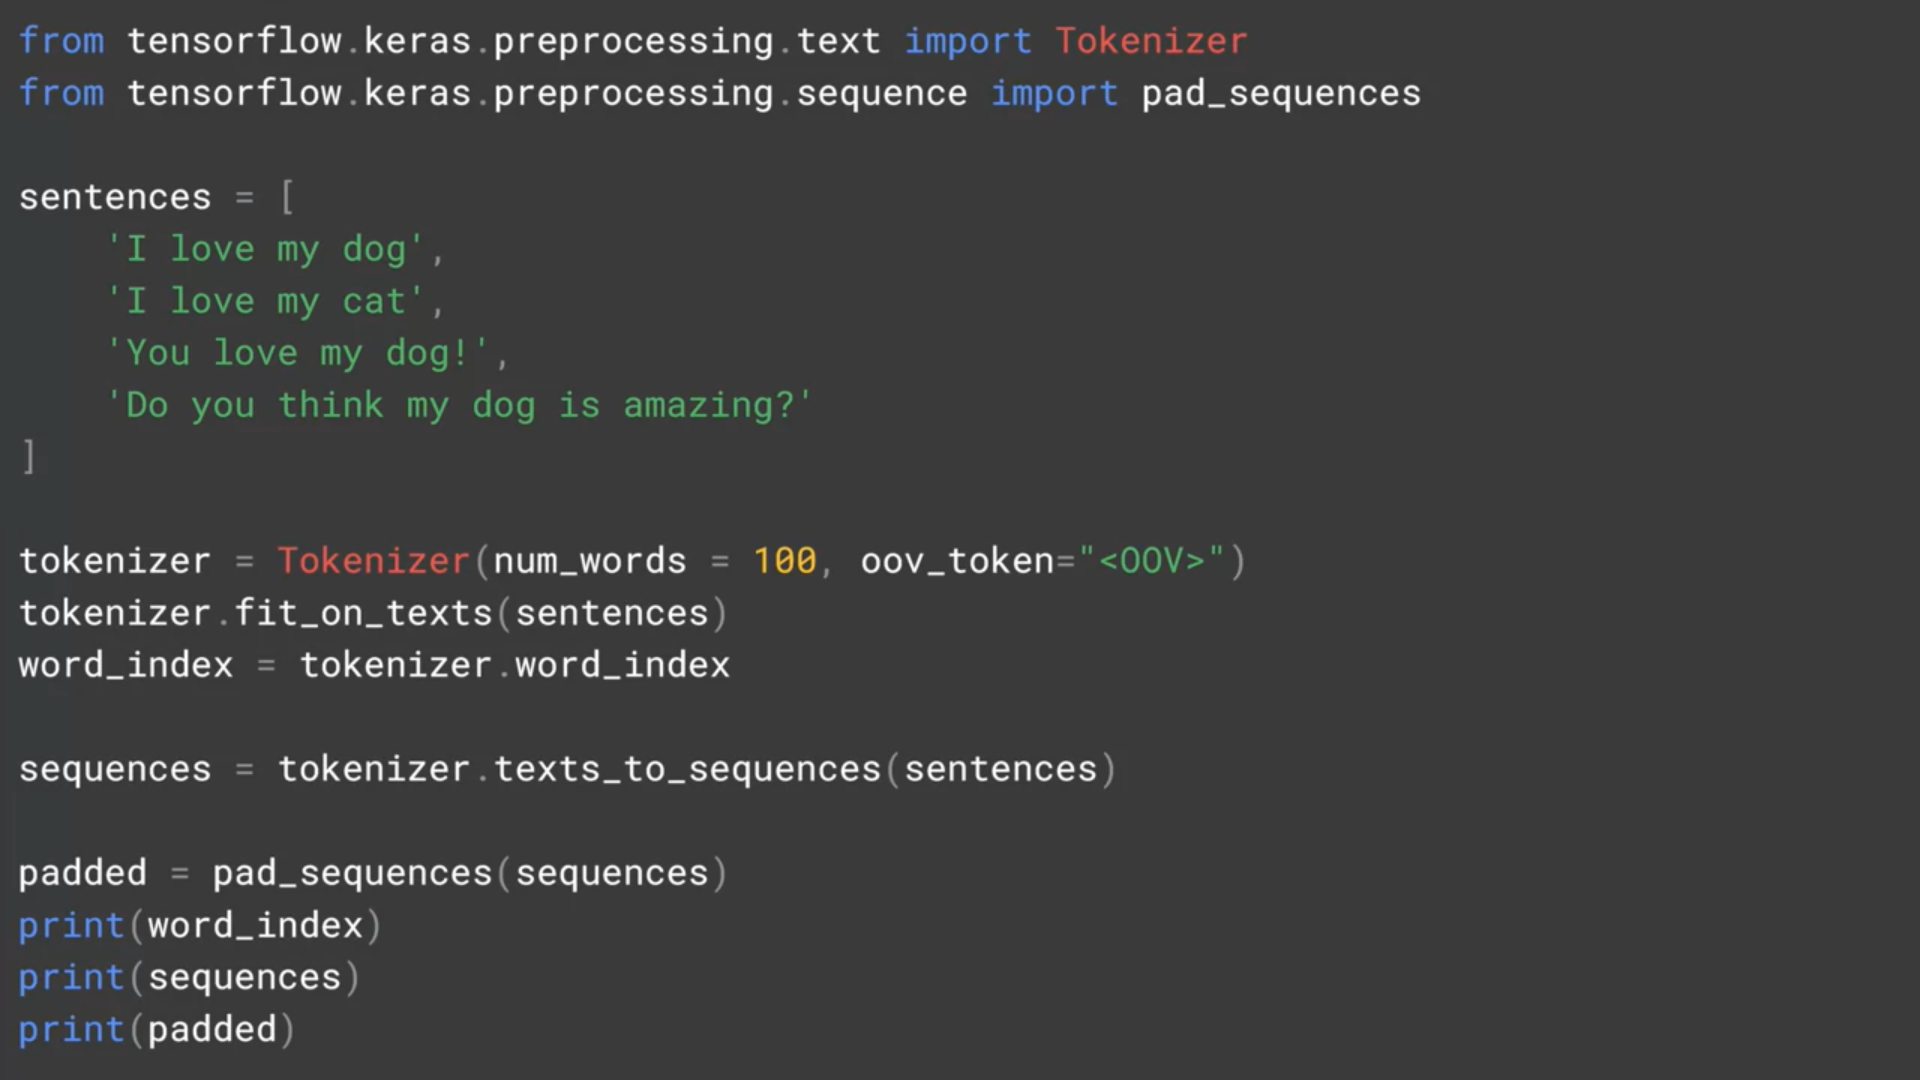 from tensorflow.keras.preprocessing.text import Tokenizer
from tensorflow.keras.preprocessing.sequence import pad_sequences
sentences = [
    'I love my dog',
    'I love my cat',
    'You love my dog!',
    'Do you think my dog is amazing?'
]
tokenizer = Tokenizer(num_words = 100, oov_token="<OOV>")
tokenizer.fit_on_texts(sentences)
word_index = tokenizer.word_index
sequences = tokenizer.texts_to_sequences(sentences)
padded = pad_sequences(sequences)
print(word_index)
print(sequences)
print(padded)